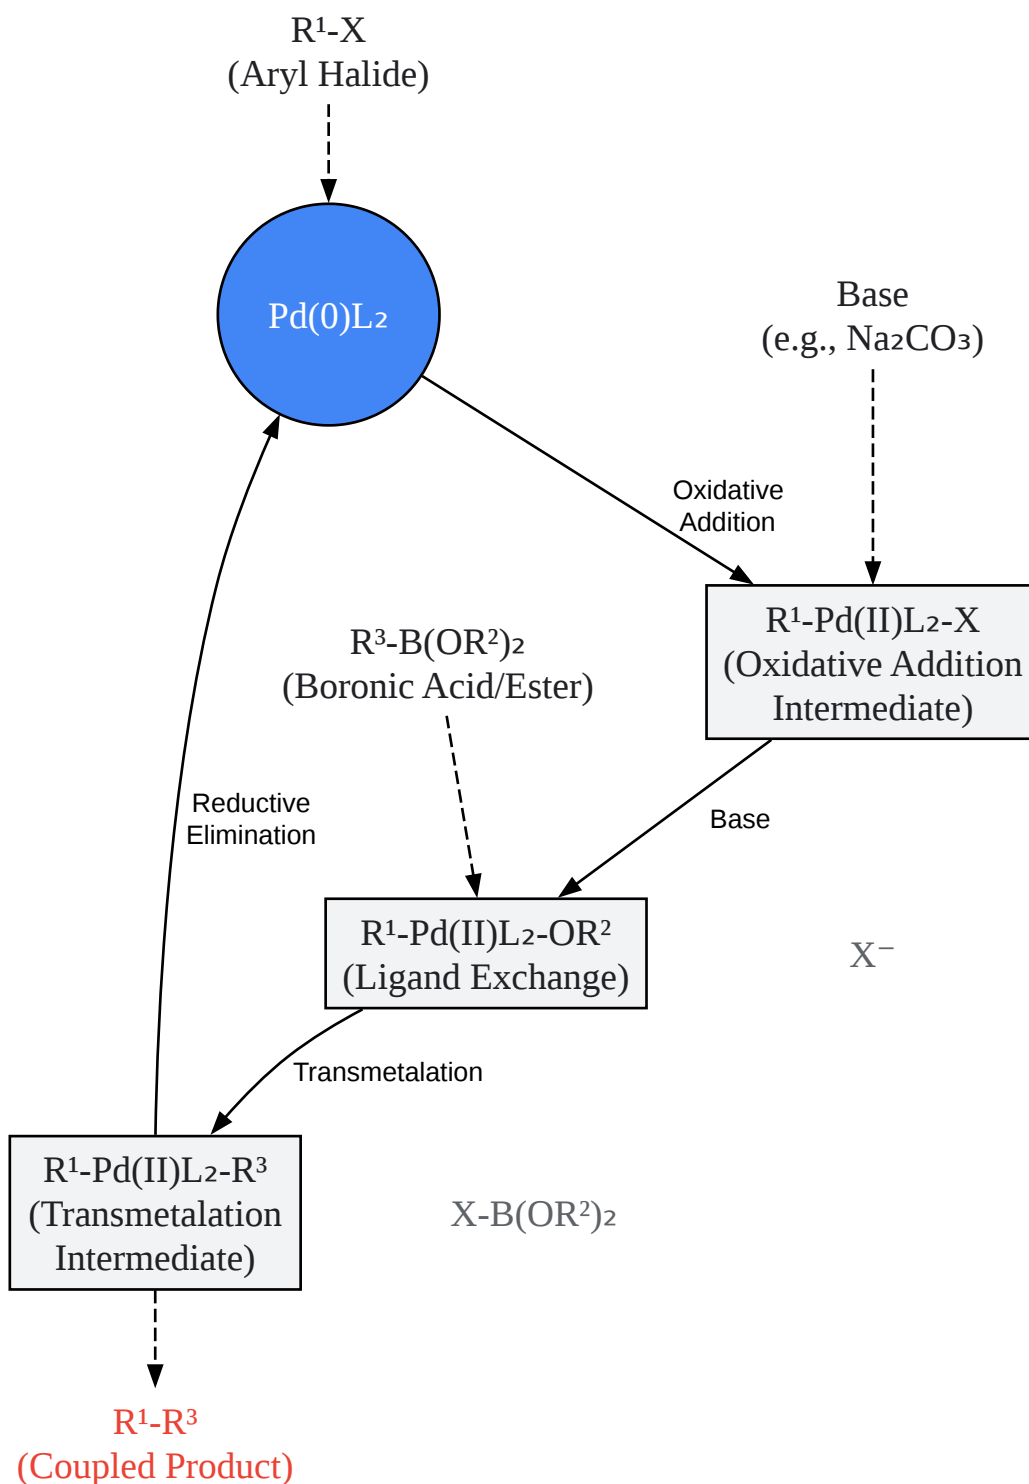 R¹-X
(Aryl Halide)
Pd(0)L₂
Base
(e.g., Na₂CO₃)
Oxidative
Addition
R¹-Pd(II)L₂-X
(Oxidative Addition
Intermediate)
R³-B(OR²)₂
(Boronic Acid/Ester)
Reductive
Elimination
Base
R¹-Pd(II)L₂-OR²
(Ligand Exchange)
X⁻
Transmetalation
R¹-Pd(II)L₂-R³
(Transmetalation
Intermediate)
X-B(OR²)₂
R¹-R³
(Coupled Product)